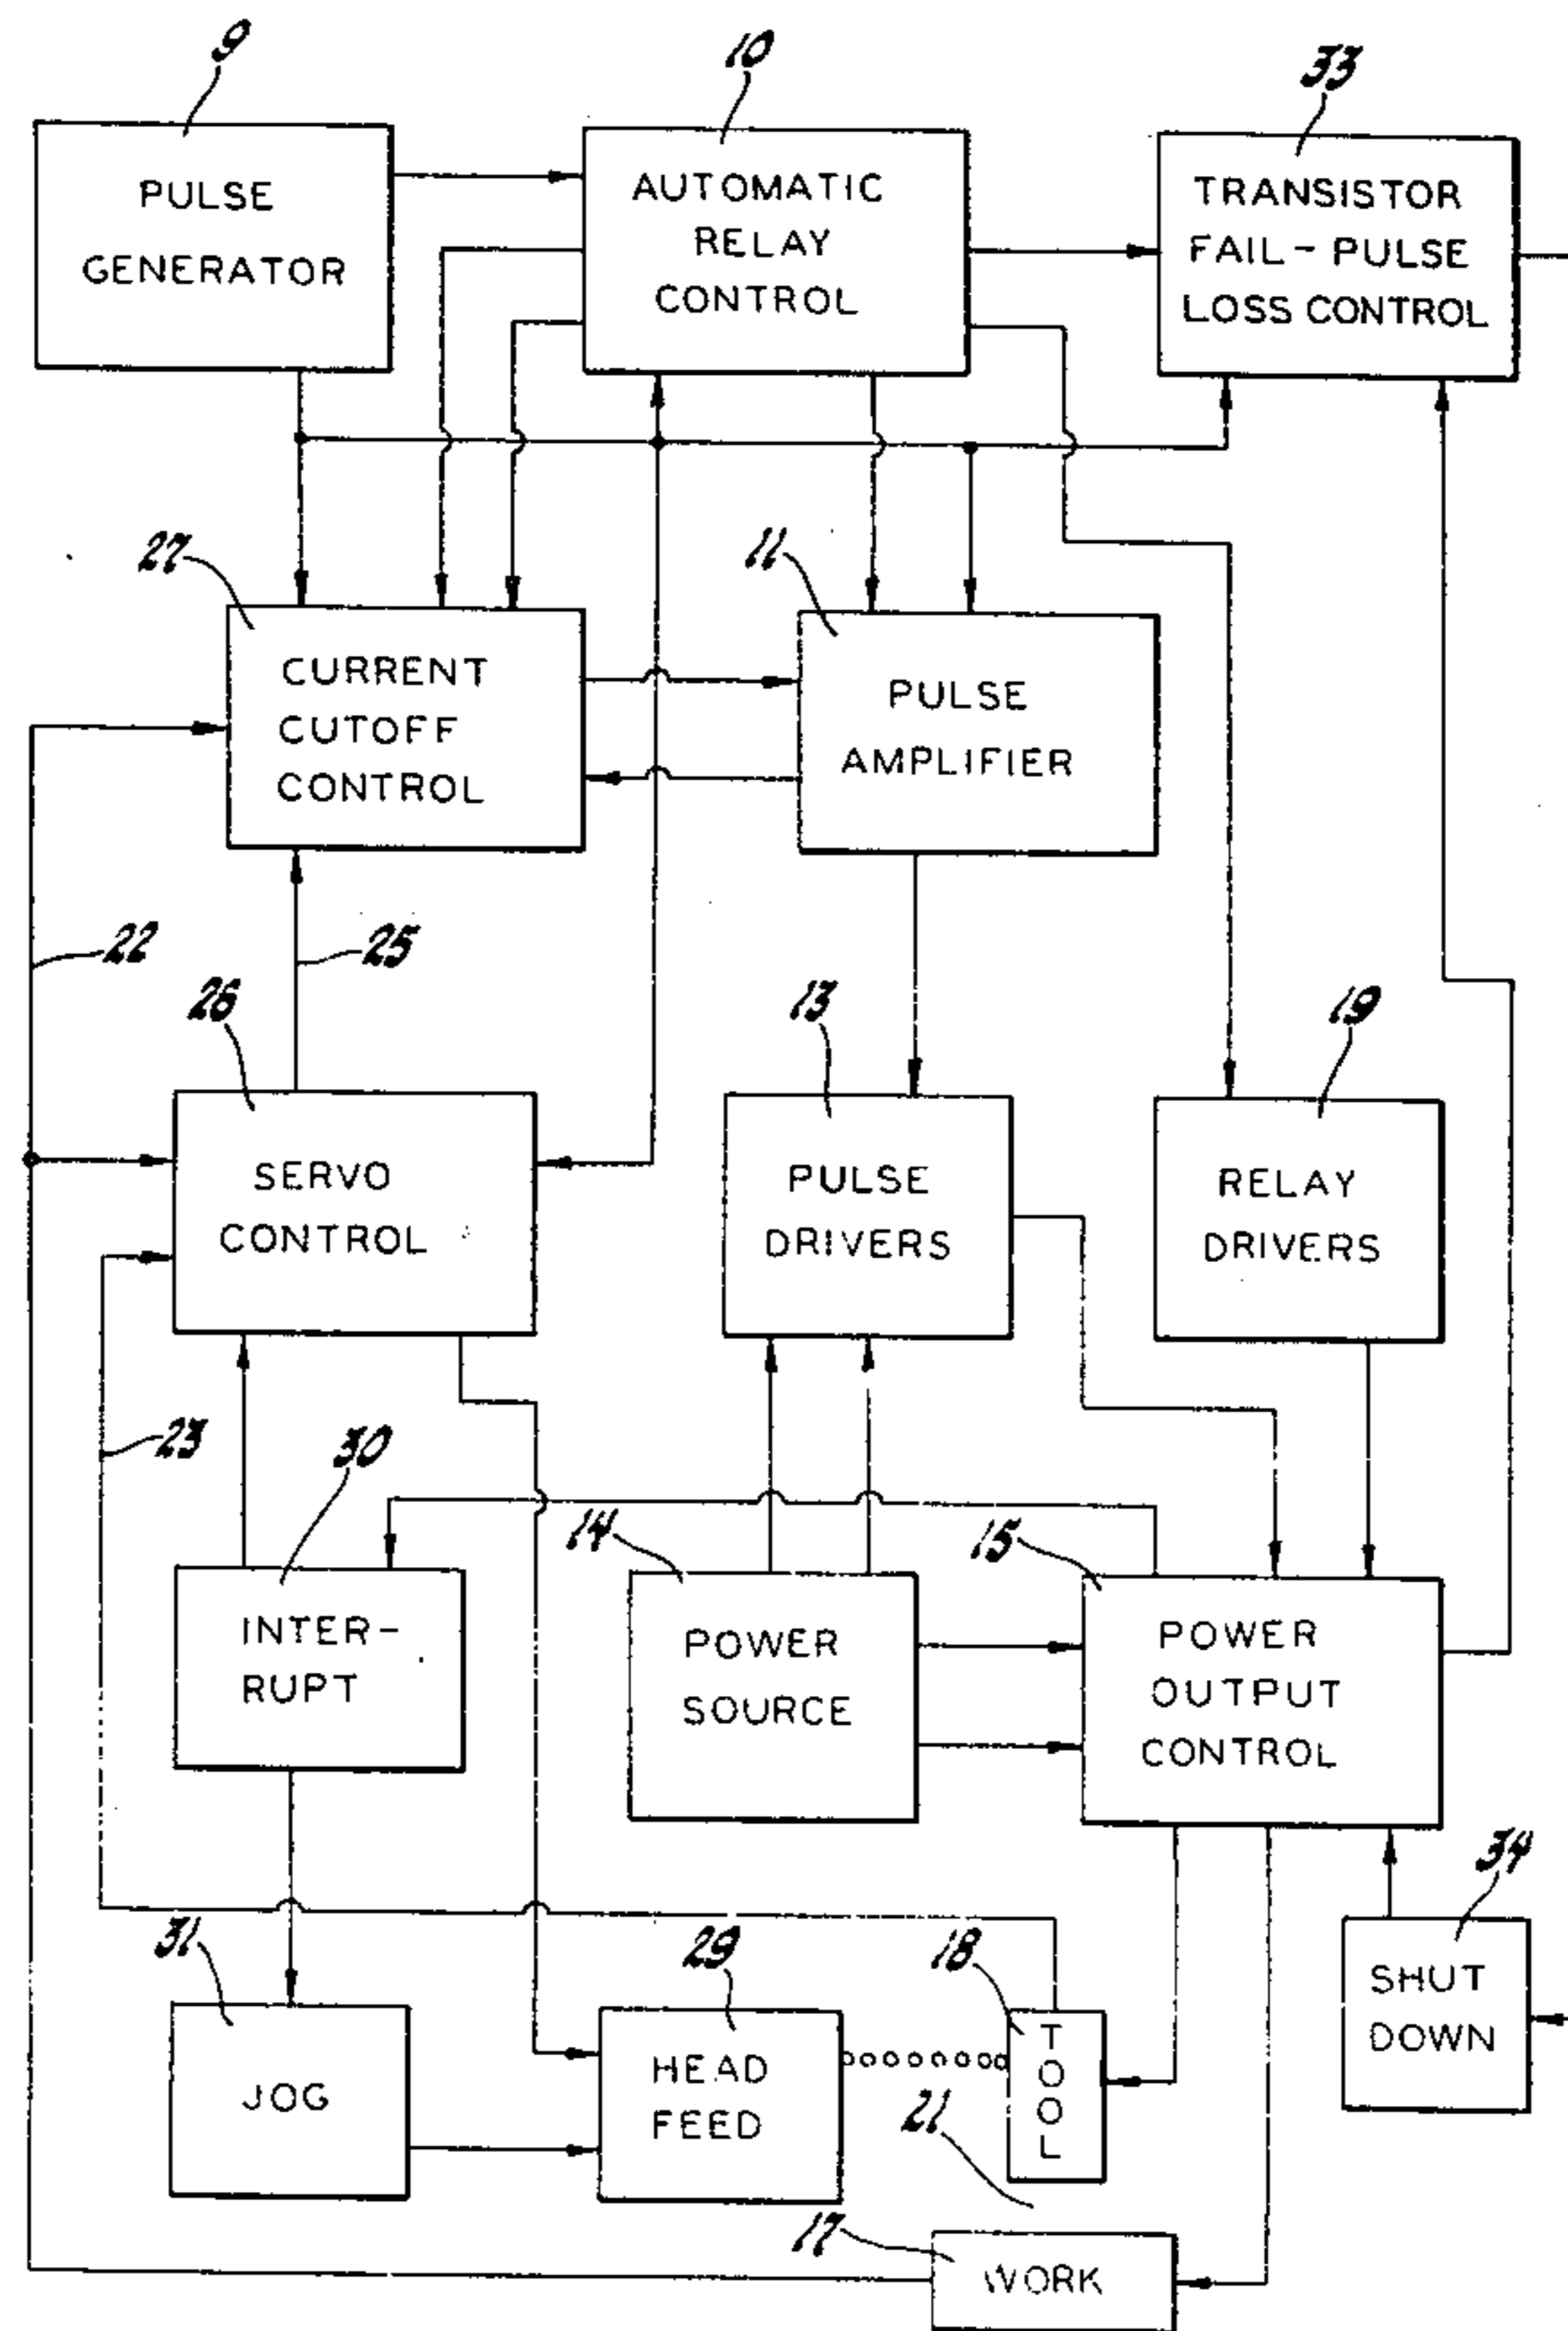 9
10
33
PULSE
GENERATOR
AUTOMATIC
RELAY
CONTROL
TRANSISTOR
FAIL - PULSE
LOSS CONTROL
27
11
CURRENT
CUTOFF
CONTROL
PULSE
AMPLIFIER
22
25
26
13
19
SERVO
CONTROL
PULSE
DRIVERS
RELAY
DRIVERS
23
30
14
15
INTER-
RUPT
POWER
SOURCE
POWER
OUTPUT
CONTROL
34
31
29
18
SHUT
DOWN
JOG
HEAD
FEED
TOOL
21
17
WORK